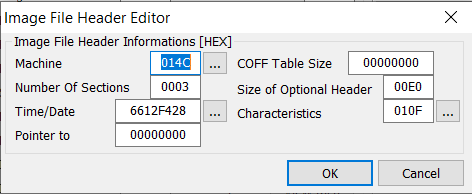 Image File Header Editor
Image File Header Informations [HEX]
Machine 014C ... COFF Table Size 00000000
Number Of Sections 0003 Size of Optional Header 00E0
Time/Date 6612F428 ... Characteristics 010F ...
Pointer to 00000000
OK Cancel